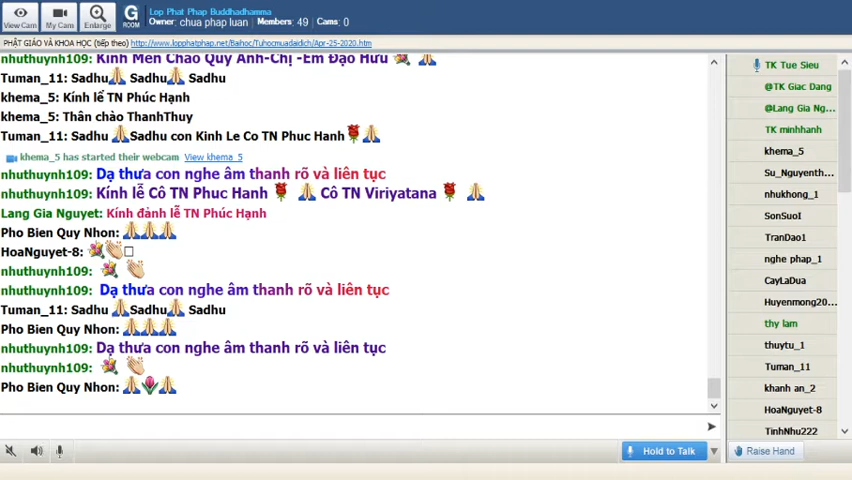 View Cam
My Cam
Enlarge
G
ROOM
Lop Phat Phap Buddhadhamma
Owner: chua phap luan Members: 49 Cams: 0
PHẬT GIÁO VÀ KHOA HỌC (tiếp theo) http://www.lopphatphap.net/Baihoc/Tuhocmuadaidich/Apr-25-2020.htm
nhuthuynh109: Kính Mến Chào Quý Anh-Chị -Em Đạo Hữu
Tuman_11: Sadhu Sadhu Sadhu
khema_5: Kính lể TN Phúc Hạnh
khema_5: Thân chào ThanhThuy
Tuman_11: Sadhu Sadhu con Kinh Le Co TN Phuc Hanh
khema_5 has started their webcam View khema_5
nhuthuynh109: Dạ thưa con nghe âm thanh rõ và liên tục
nhuthuynh109: Kính lễ Cô TN Phuc Hanh Cô TN Viriyatana
Lang Gia Nguyet: Kính đảnh lễ TN Phúc Hạnh
Pho Bien Quy Nhon:
HoaNguyet-8:
nhuthuynh109:
nhuthuynh109: Dạ thưa con nghe âm thanh rõ và liên tục
Tuman_11: Sadhu Sadhu Sadhu
Pho Bien Quy Nhon:
nhuthuynh109: Dạ thưa con nghe âm thanh rõ và liên tục
nhuthuynh109:
Pho Bien Quy Nhon:
Hold to Talk
TK Tue Sieu
@TK Giac Dang
@Lang Gia Ng...
TK minhhanh
khema_5
Su_Nguyenth...
nhukhong_1
SonSuoI
TranDao1
nghe phap_1
CayLaDua
Huyenmong20...
thy lam
thuytu_1
Tuman_11
khanh an_2
HoaNguyet-8
TinhNhu222
Raise Hand